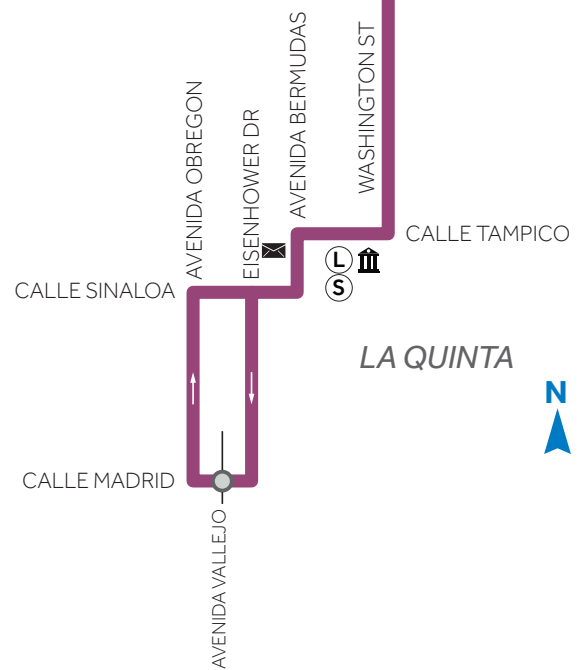 WASHINGTON ST
AVENIDA BERMUDAS
AVENIDA OBREGON
EISENHOWER DR
CALLE TAMPICO
L
S
CALLE SINALOA
LA QUINTA
N
CALLE MADRID
AVENIDA VALLEJO